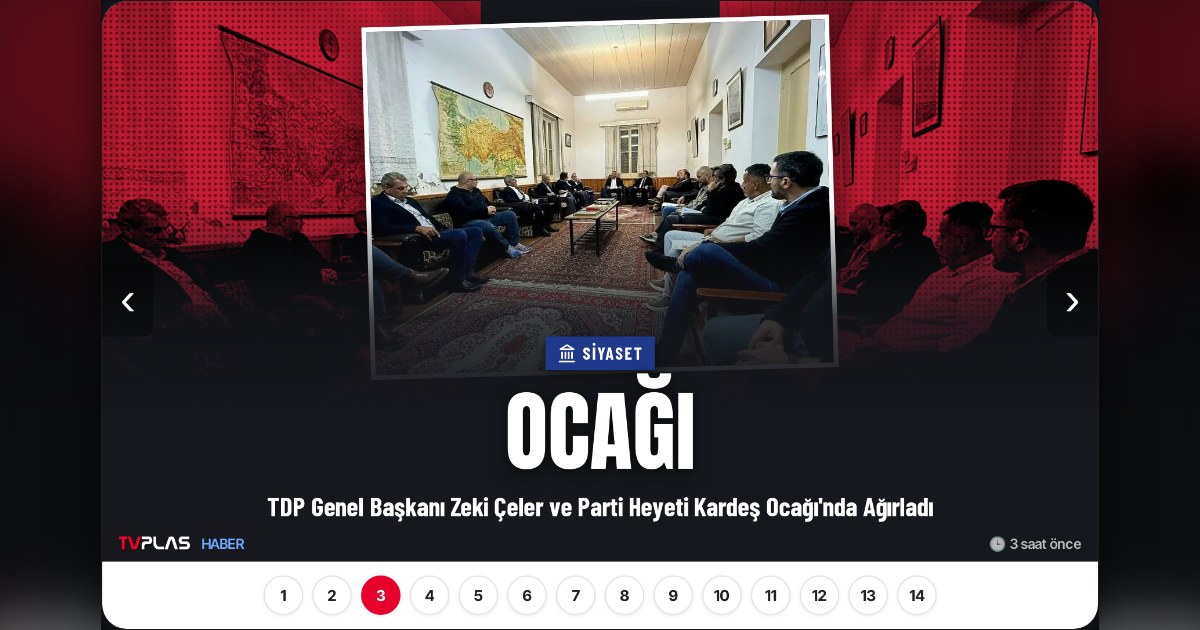 SİYASET
OCAĞI
TDP Genel Başkanı Zeki Çeler ve Parti Heyeti Kardeş Ocağı'nda Ağırladı
TVPLAS HABER
3 saat önce
1 2 3 4 5 6 7 8 9 10 11 12 13 14